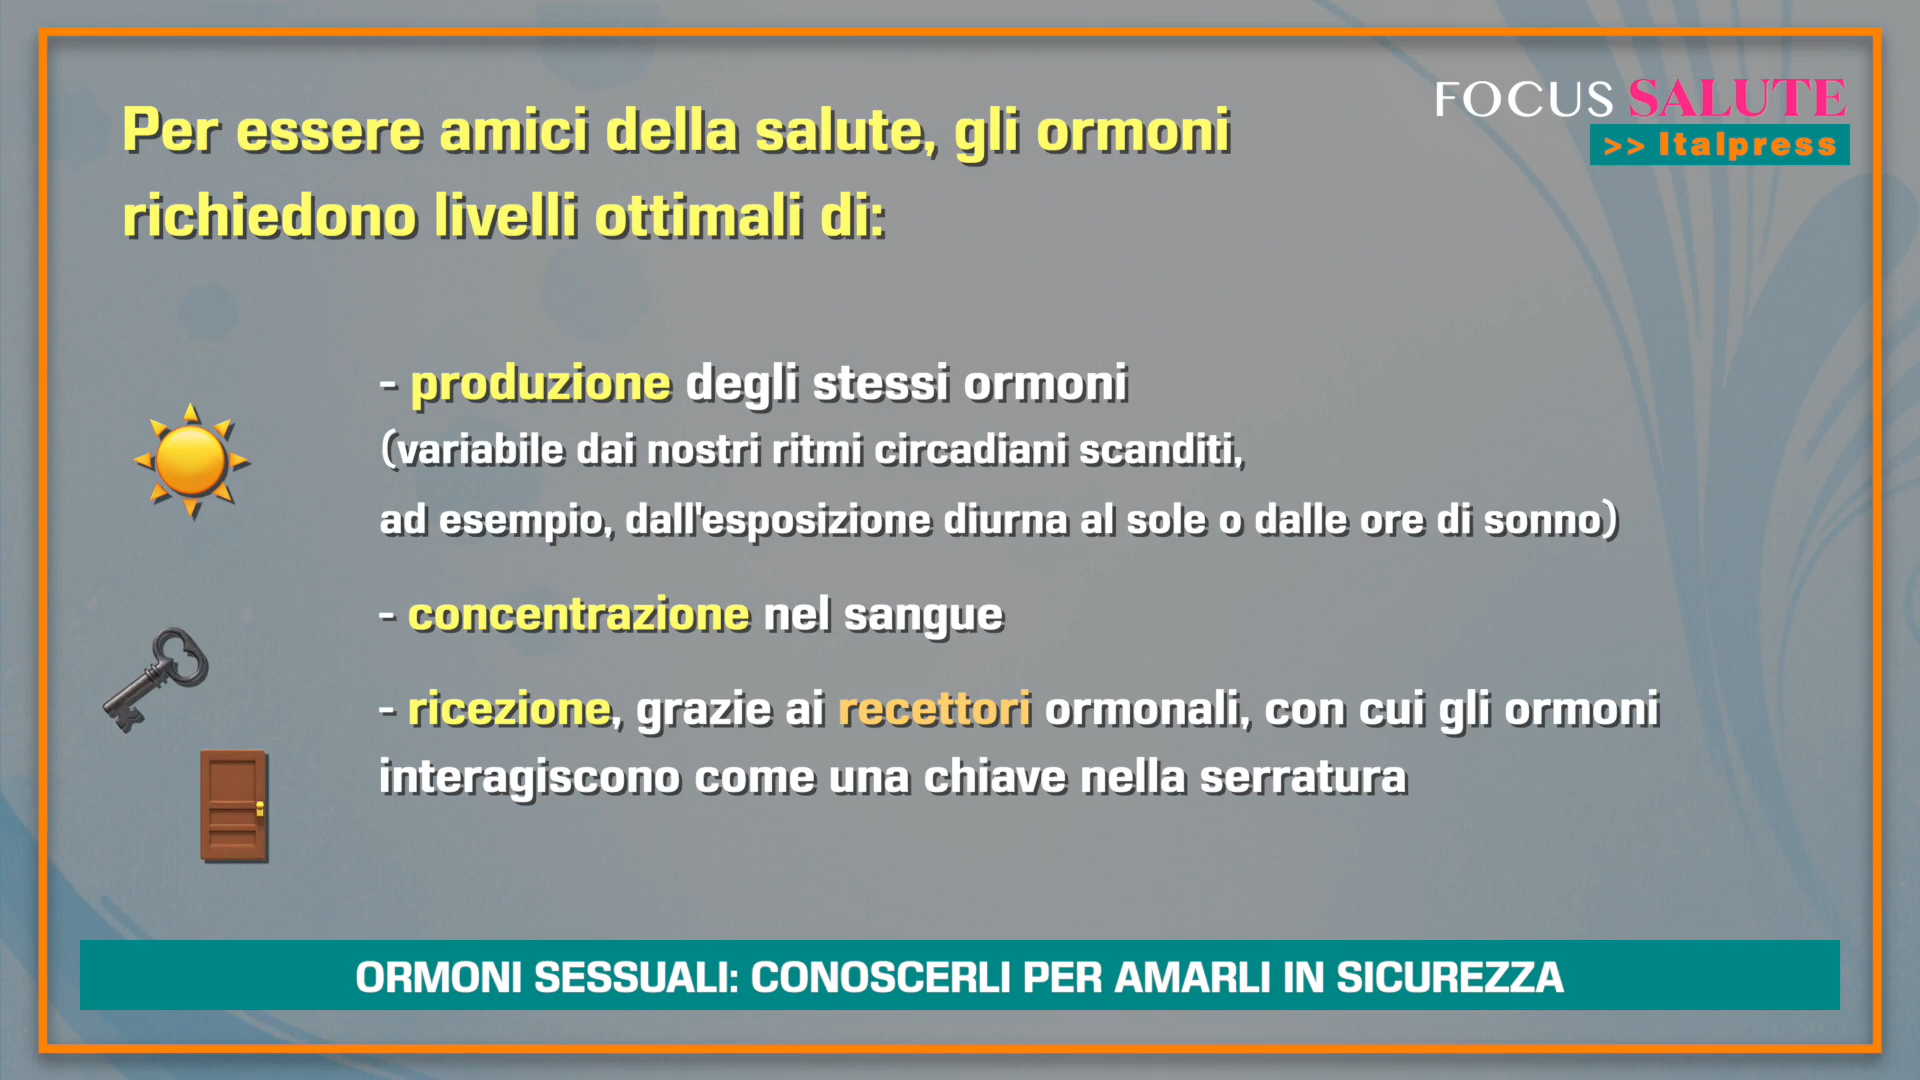 FOCUS SALUTE
>> Italpress
Per essere amici della salute, gli ormoni
richiedono livelli ottimali di:
- produzione degli stessi ormoni
(variabile dai nostri ritmi circadiani scanditi,
ad esempio, dall'esposizione diurna al sole o dalle ore di sonno)
- concentrazione nel sangue
- ricezione, grazie ai recettori ormonali, con cui gli ormoni
interagiscono come una chiave nella serratura
ORMONI SESSUALI: CONOSCERLI PER AMARLI IN SICUREZZA